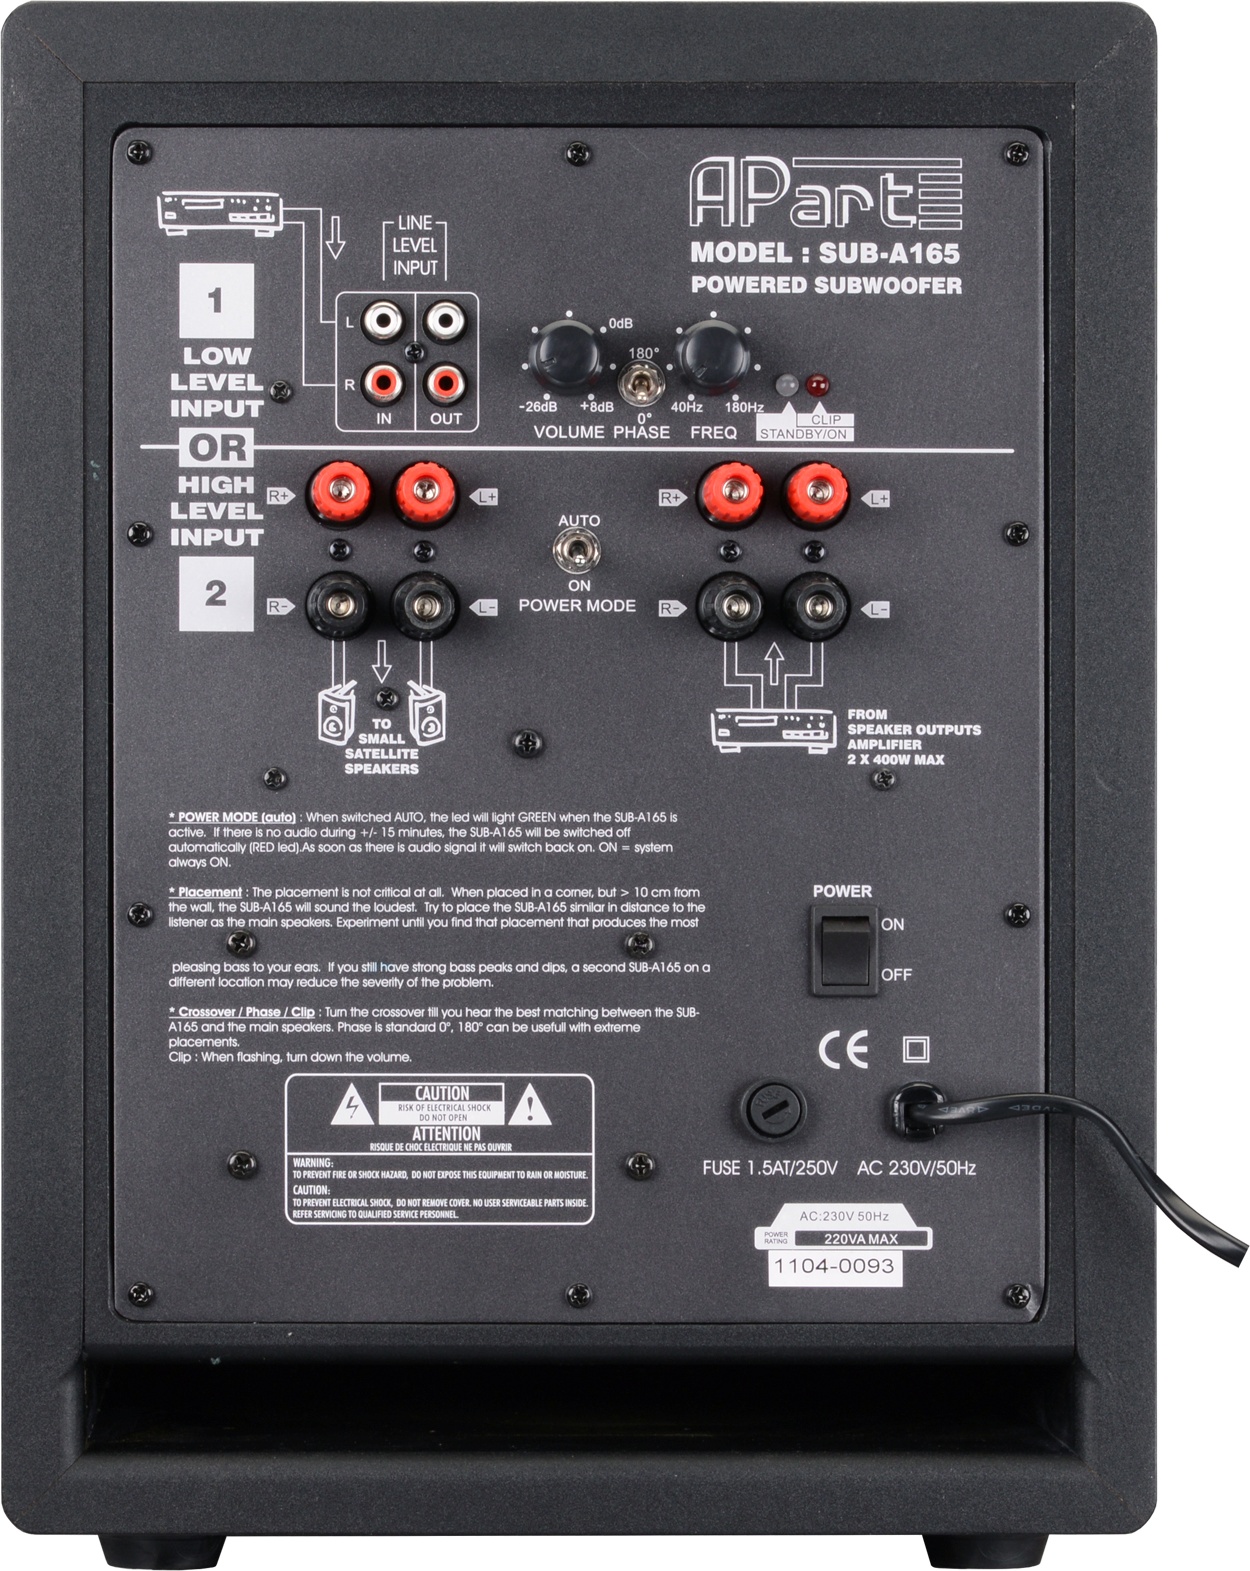 APart
MODEL : SUB-A165
POWERED SUBWOOFER
LINE
LEVEL
INPUT
1
LOW
LEVEL
INPUT
L
R
IN
OUT
0dB
-26dB
+8dB
VOLUME
180°
0°
PHASE
40Hz
180Hz
FREQ
CLIP
STANDBY/ON
OR
HIGH
LEVEL
INPUT
2
R+
L+
R-
L-
AUTO
ON
POWER MODE
R+
L+
R-
L-
TO
SMALL
SATELLITE
SPEAKERS
FROM
SPEAKER OUTPUTS
AMPLIFIER
2 X 400W MAX
* POWER MODE (auto) : When switched AUTO, the led will light GREEN when the SUB-A165 is
active. If there is no audio during +/- 15 minutes, the SUB-A165 will be switched off
automatically (RED led).As soon as there is audio signal it will switch back on. ON = system
always ON.
* Placement : The placement is not critical at all. When placed in a corner, but > 10 cm from
the wall, the SUB-A165 will sound the loudest. Try to place the SUB-A165 similar in distance to the
listener as the main speakers. Experiment until you find that placement that produces the most
pleasing bass to your ears. If you still have strong bass peaks and dips, a second SUB-A165 on a
different location may reduce the severity of the problem.
* Crossover / Phase / Clip : Turn the crossover till you hear the best matching between the SUB-
A165 and the main speakers. Phase is standard 0°, 180° can be usefull with extreme
placements.
Clip : When flashing, turn down the volume.
POWER
ON
OFF
CE
CAUTION
RISK OF ELECTRICAL SHOCK
DO NOT OPEN
ATTENTION
RISQUE DE CHOC ELECTRIQUE NE PAS OUVRIR
WARNING:
TO PREVENT FIRE OR SHOCK HAZARD, DO NOT EXPOSE THIS EQUIPMENT TO RAIN OR MOISTURE.
CAUTION:
TO PREVENT ELECTRICAL SHOCK, DO NOT REMOVE COVER. NO USER SERVICEABLE PARTS INSIDE.
REFER SERVICING TO QUALIFIED SERVICE PERSONNEL.
FUSE 1.5AT/250V
AC 230V/50Hz
AC:230V 50Hz
POWER
RATING
220VA MAX
1104-0093